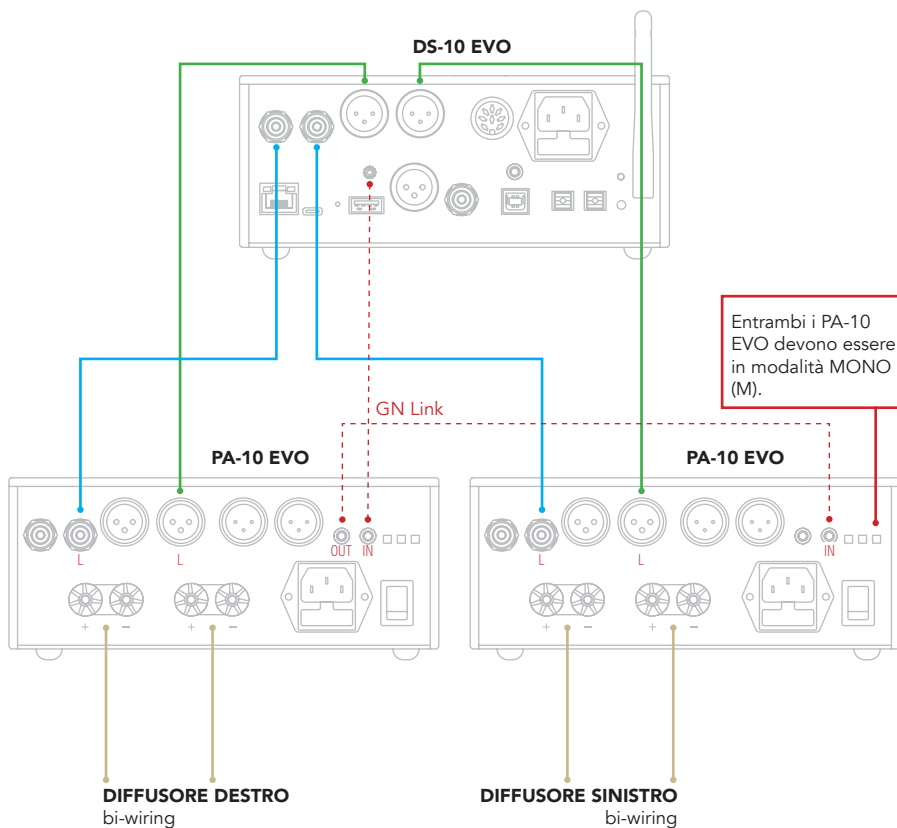 DS-10 EVO
Entrambi i PA-10
EVO devono essere
in modalità MONO
(M).
GN Link
PA-10 EVO
PA-10 EVO
L
L
OUT
IN
L
L
IN
+
−
+
−
+
−
+
−
DIFFUSORE DESTRO
bi-wiring
DIFFUSORE SINISTRO
bi-wiring